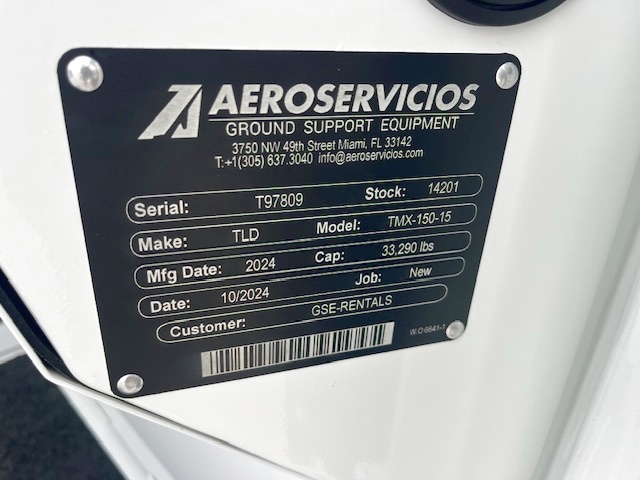 AEROSERVICIOS
GROUND SUPPORT EQUIPMENT
3750 NW 49th Street Miami, FL 33142
T:+1(305) 637.3040 info@aeroservicios.com
Serial: T97809 Stock: 14201
Make: TLD Model: TMX-150-15
Mfg Date: 2024 Cap: 33,290 lbs
Date: 10/2024 Job: New
Customer: GSE-RENTALS
W.O 6641-1